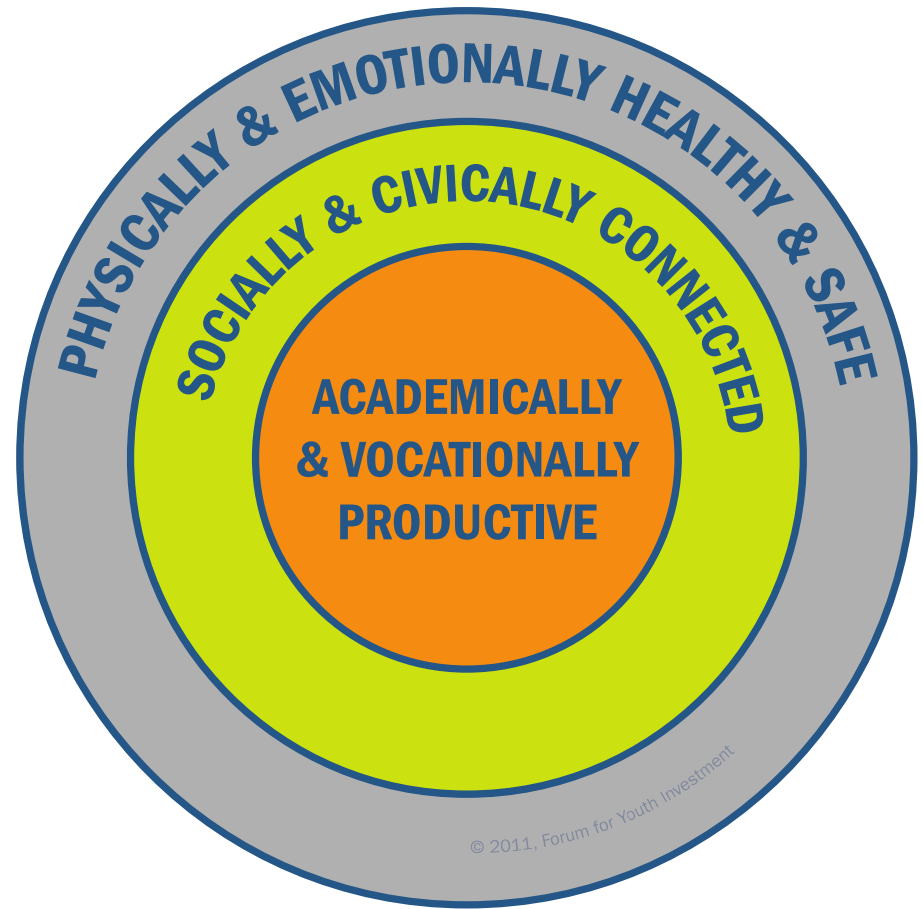 PHYSICALLY & EMOTIONALLY HEALTHY & SAFE
SOCIALLY & CIVICALLY CONNECTED
ACADEMICALLY
& VOCATIONALLY
PRODUCTIVE
© 2011, Forum for Youth Investment